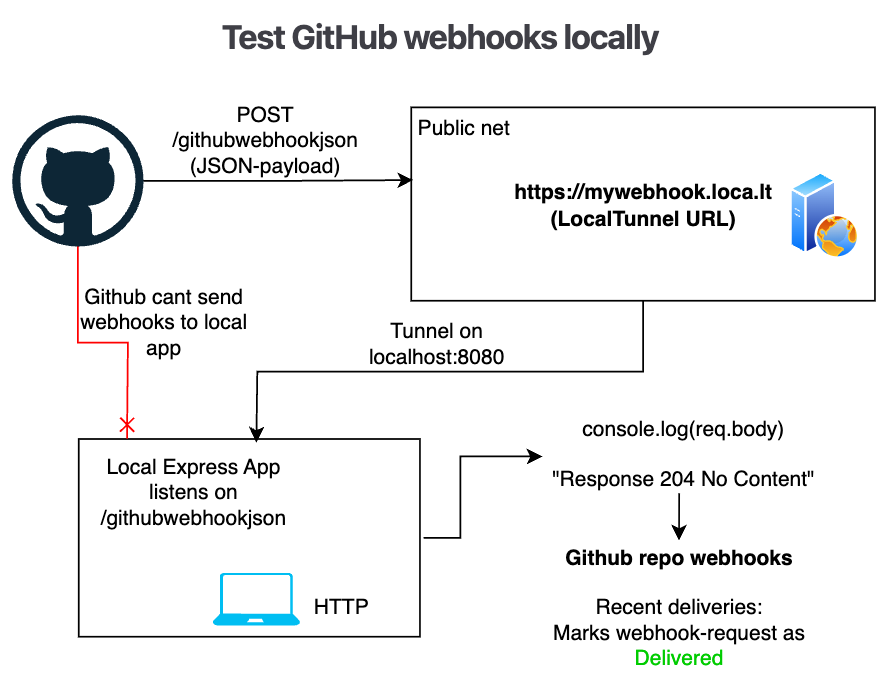 Test GitHub webhooks locally
POST
/githubwebhookjson
(JSON-payload)
Public net
https://mywebhook.loca.lt
(LocalTunnel URL)
Github cant send
webhooks to local
app
Tunnel on
localhost:8080
Local Express App
listens on
/githubwebhookjson
HTTP
console.log(req.body)
"Response 204 No Content"
Github repo webhooks
Recent deliveries:
Marks webhook-request as
Delivered